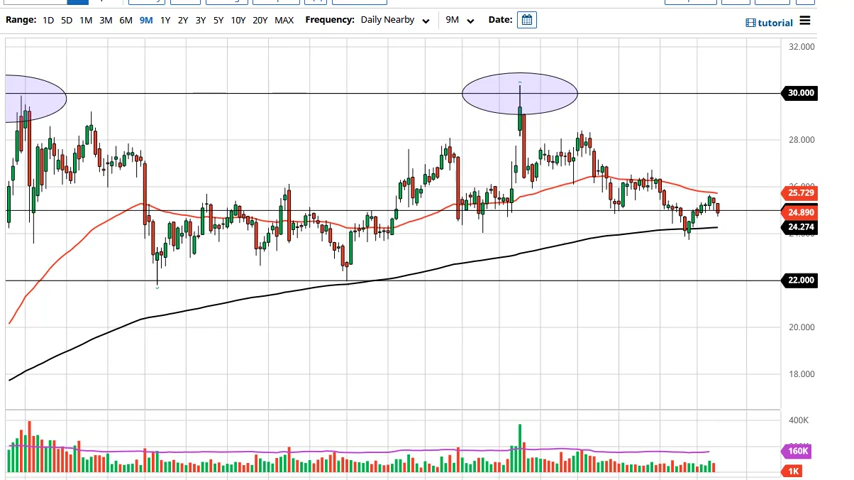 Range: 1D 5D 1M 3M 6M 9M 1Y 2Y 3Y 5Y 10Y 20Y MAX Frequency: Daily Nearby 9M Date: tutorial
32.000
30.000
28.000
25.729
24.890
24.274
22.000
20.000
18.000
400K
160K
1K